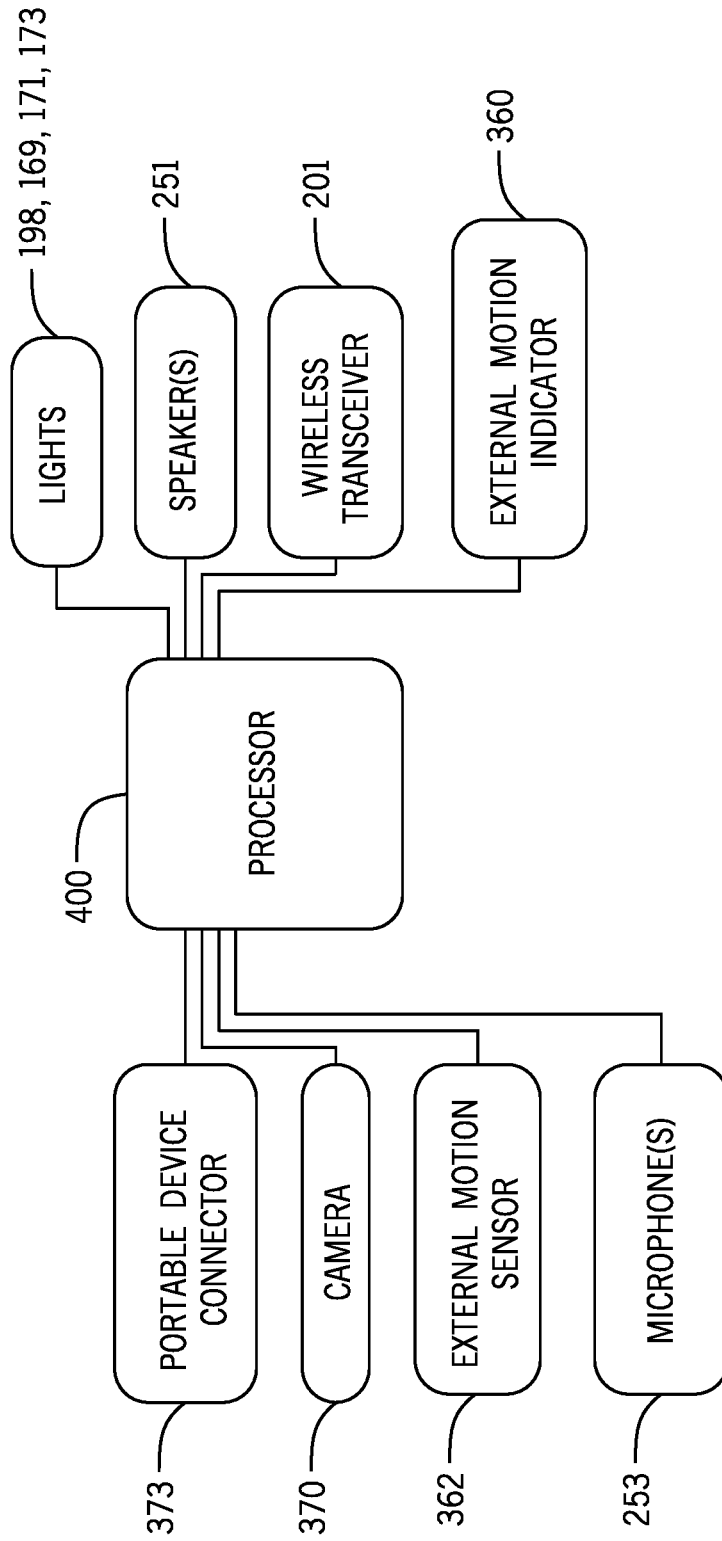 198, 169, 171, 173
LIGHTS
400
SPEAKER(S)
251
PORTABLE DEVICE
CONNECTOR
373
PROCESSOR
WIRELESS
TRANSCEIVER
201
CAMERA
370
EXTERNAL MOTION
SENSOR
362
EXTERNAL MOTION
INDICATOR
360
MICROPHONE(S)
253